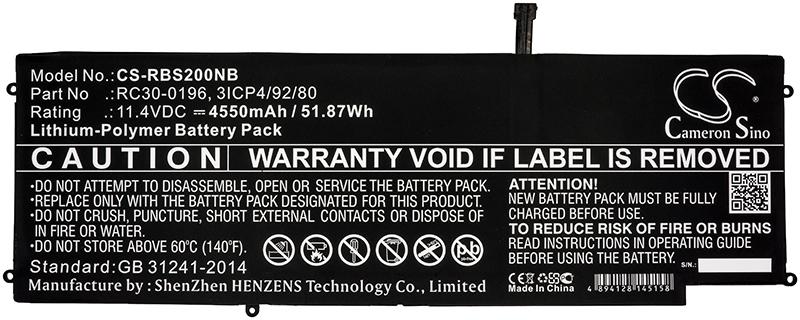 Model No.: CS-RBS200NB
Part No : RC30-0196, 3ICP4/92/80
Rating : 11.4VDC ⎓ 4550mAh / 51.87Wh
Lithium-Polymer Battery Pack
CS
Cameron Sino
CAUTION
WARRANTY VOID IF LABEL IS REMOVED
*DO NOT ATTEMPT TO DISASSEMBLE, OPEN OR SERVICE THE BATTERY PACK.
*REPLACE ONLY WITH THE BATTERY PACK DESIGNATED FOR THIS PRODUCT.
*DO NOT CRUSH, PUNCTURE, SHORT EXTERNAL CONTACTS OR DISPOSE OF
IN FIRE OR WATER.
*DO NOT STORE ABOVE 60°C (140°F).
Standard: GB 31241-2014
Manufacture by : ShenZhen HENZENS Technology Co., Limited
Pb
ATTENTION!
NEW BATTERY PACK MUST BE FULLY
CHARGED BEFORE USE.
TO REDUCE RISK OF FIRE OR BURNS
READ INSTRUCTIONS IN OPERATING GUIDE
BEFORE USING THE BATTERY.
S/N.:
CE
Made In China
4 894128 145158